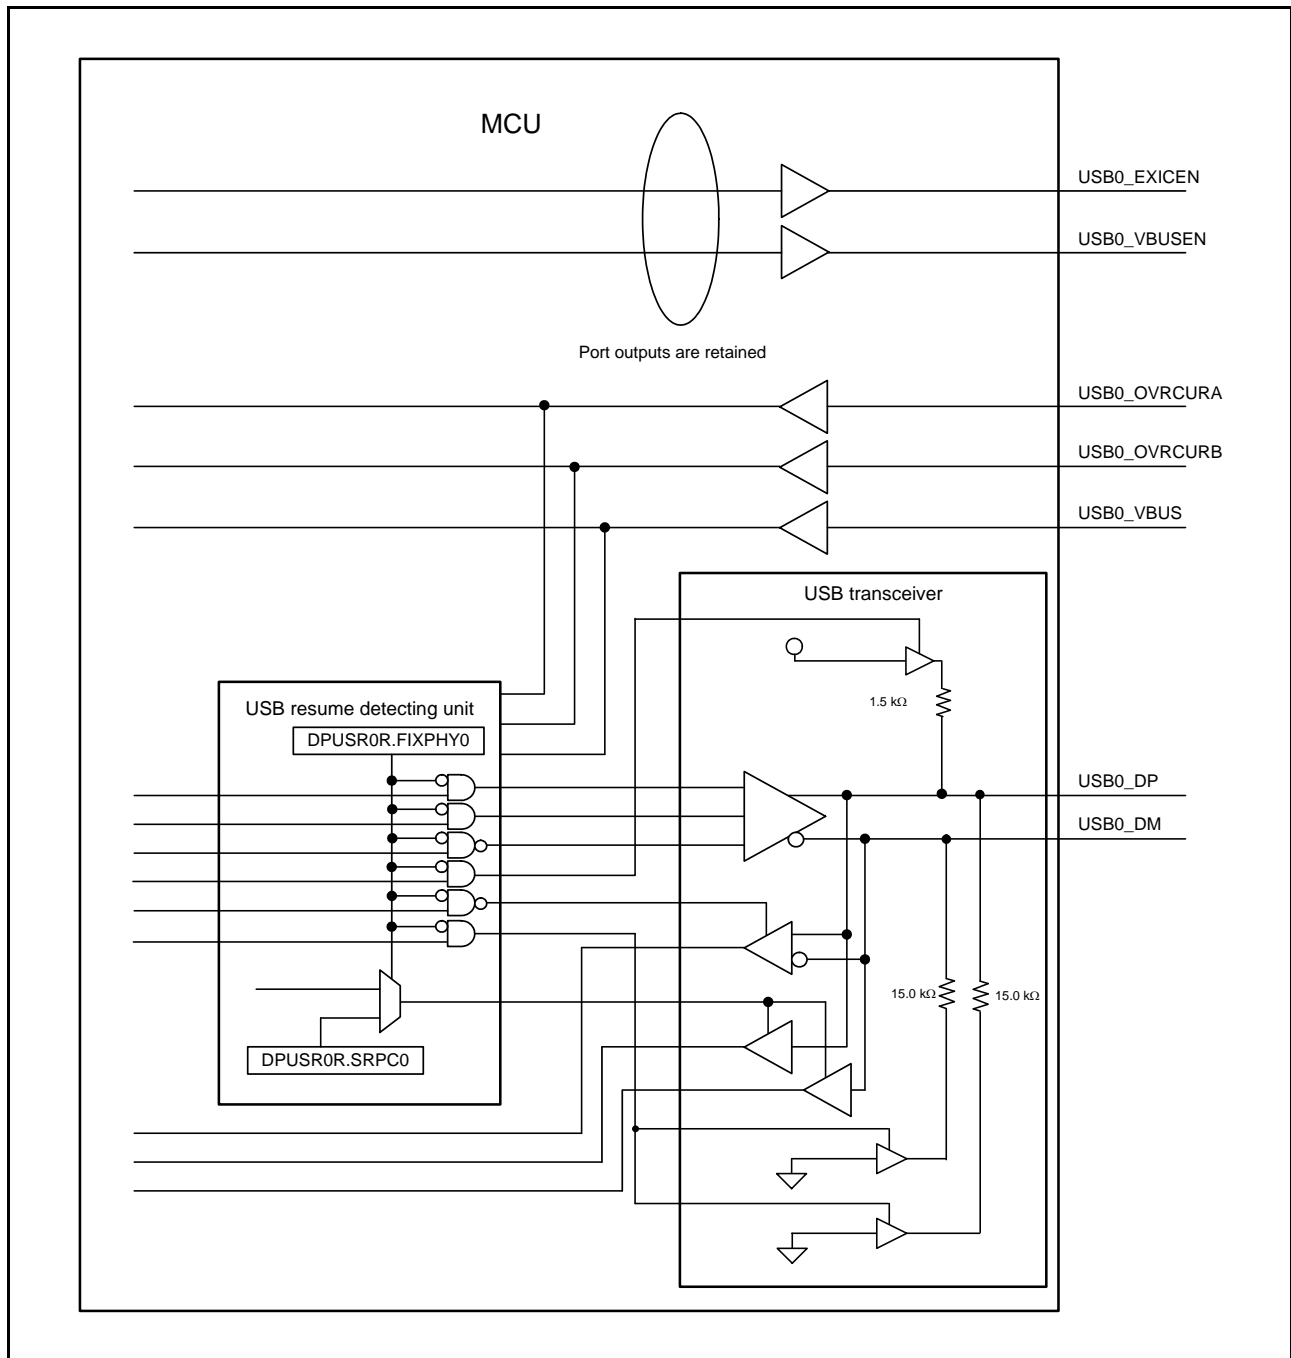 MCU
USB0_EXICEN
USB0_VBUSEN
Port outputs are retained
USB0_OVRCURA
USB0_OVRCURB
USB0_VBUS
USB transceiver
1.5 kΩ
USB resume detecting unit
DPUSR0R.FIXPHY0
USB0_DP
USB0_DM
15.0 kΩ
15.0 kΩ
DPUSR0R.SRPC0